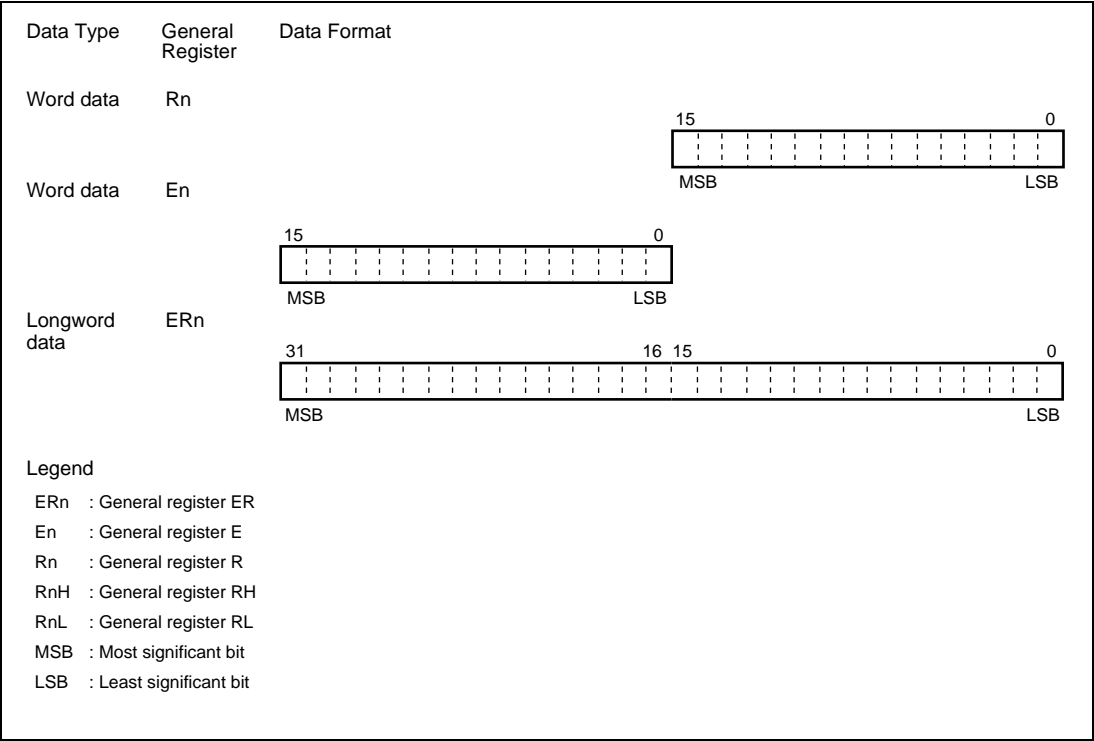 Data Type General Register Data Format
Word data Rn
15 0
MSB LSB
Word data En
15 0
MSB LSB
Longword data ERn
31 16 15 0
MSB LSB
Legend
ERn : General register ER
En : General register E
Rn : General register R
RnH : General register RH
RnL : General register RL
MSB : Most significant bit
LSB : Least significant bit